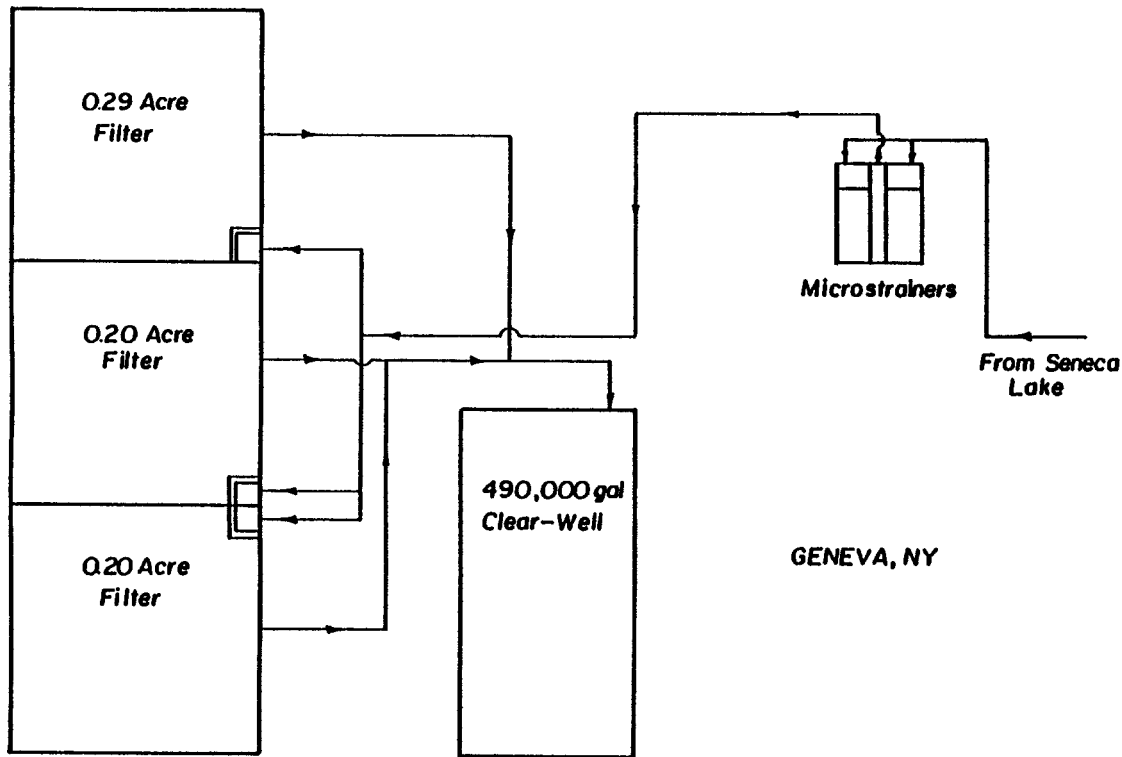 0.29 Acre
Filter
0.20 Acre
Filter
0.20 Acre
Filter
490,000 gal
Clear-Well
Microstrainers
From Seneca
Lake
GENEVA, NY